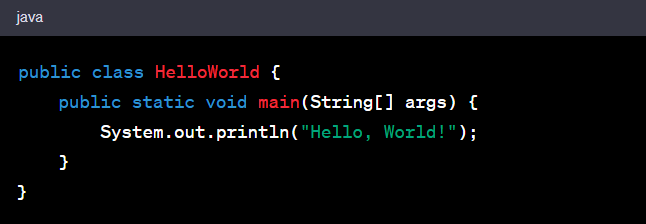 java
public class HelloWorld {
    public static void main(String[] args) {
        System.out.println("Hello, World!");
    }
}